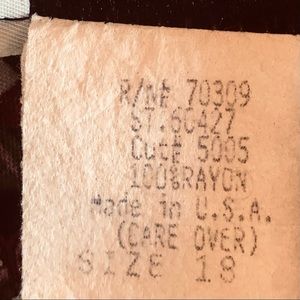 R/N# 70309
ST.60427
Cut# 5005
100%RAYON
Made in U.S.A.
(CARE OVER)
SIZE 18